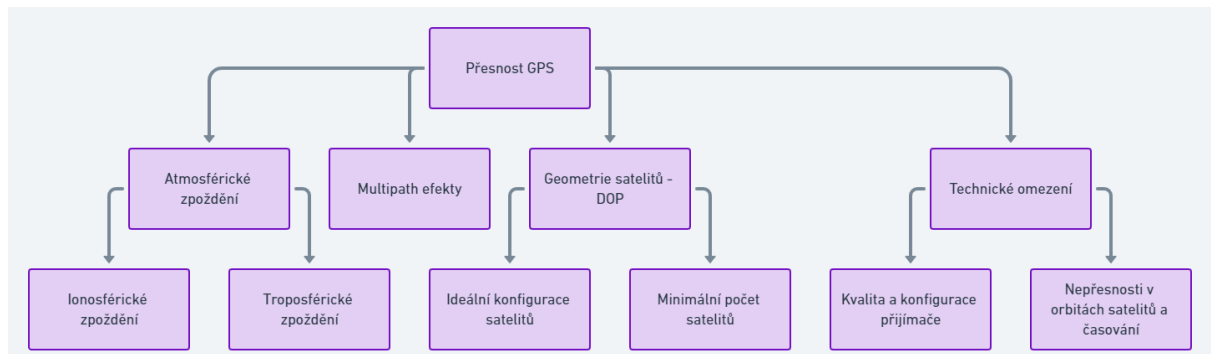 Přesnost GPS
Atmosférické
zpoždění
Multipath efekty
Geometrie satelitů -
DOP
Technické omezení
Ionosférické
zpoždění
Troposférické
zpoždění
Ideální konfigurace
satelitů
Minimální počet
satelitů
Kvalita a konfigurace
přijímače
Nepřesnosti v
orbitách satelitů a
časování